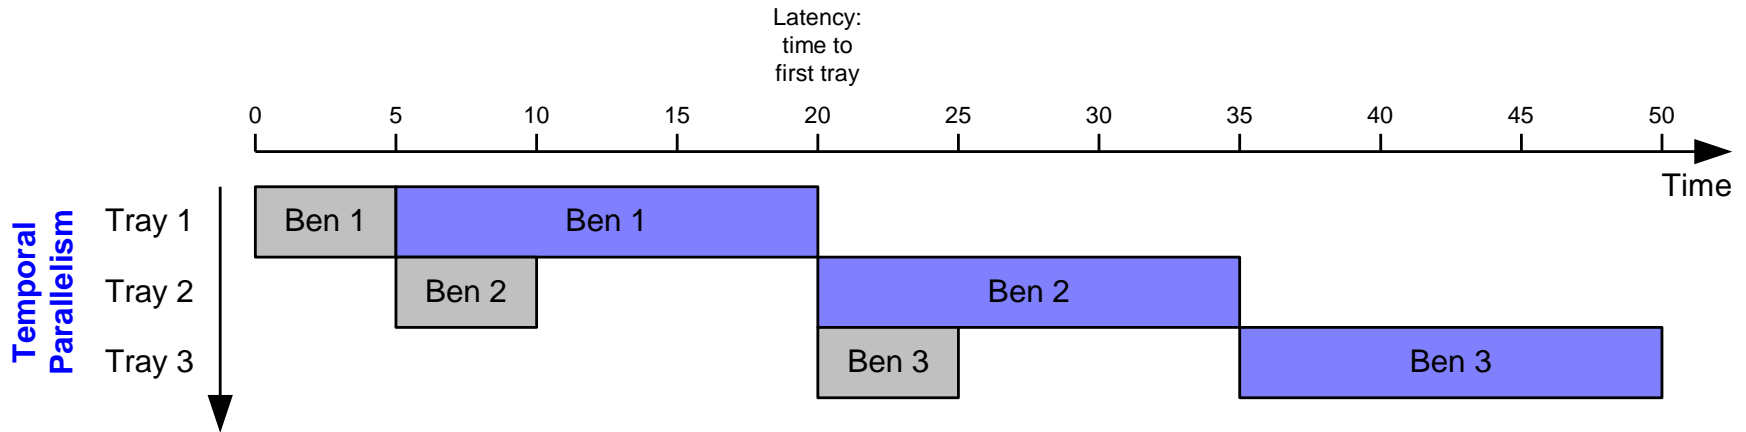 Latency:
time to
first tray
0 5 10 15 20 25 30 35 40 45 50
Time
Temporal
Parallelism
Tray 1 Ben 1 Ben 1
Tray 2 Ben 2 Ben 2
Tray 3 Ben 3 Ben 3